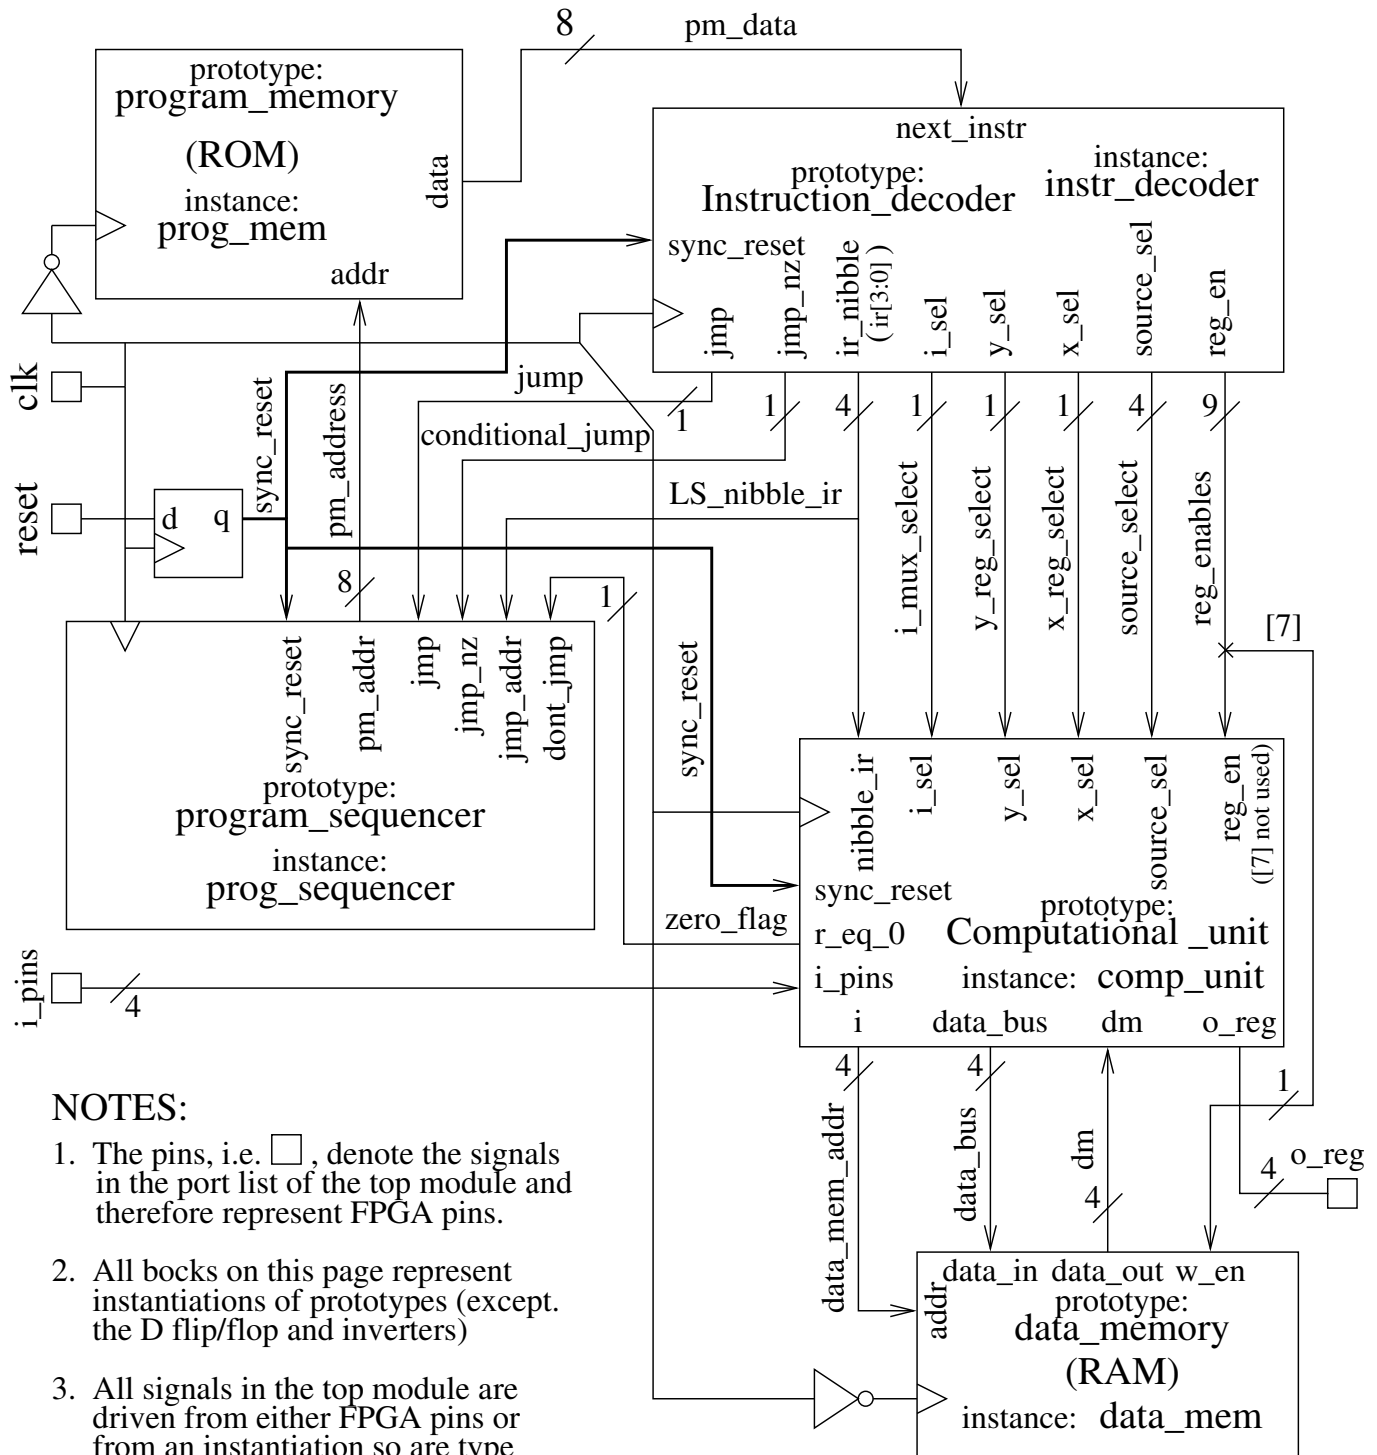 8
pm_data
prototype:
program_memory
(ROM)
instance:
prog_mem
data
addr
next_instr
prototype:
Instruction_decoder
instance:
instr_decoder
sync_reset
jmp
jmp_nz
ir_nibble
( ir[3:0] )
i_sel
y_sel
x_sel
source_sel
reg_en
clk
reset
d
q
sync_reset
pm_address
8
jump
1
conditional_jump
1
4
1
1
1
4
9
LS_nibble_ir
i_mux_select
y_reg_select
x_reg_select
source_select
reg_enables
[7]
1
sync_reset
pm_addr
jmp
jmp_nz
jmp_addr
dont_jmp
prototype:
program_sequencer
instance:
prog_sequencer
sync_reset
zero_flag
nibble_ir
i_sel
y_sel
x_sel
source_sel
reg_en
([7] not used)
sync_reset
r_eq_0
i_pins
prototype:
Computational _unit
instance: comp_unit
i
data_bus
dm
o_reg
i_pins
4
4
data_mem_addr
4
data_bus
dm
4
1
4
o_reg
data_in data_out w_en
addr
prototype:
data_memory
(RAM)
instance: data_mem
NOTES:
1. The pins, i.e. , denote the signals
in the port list of the top module and
therefore represent FPGA pins.
2. All bocks on this page represent
instantiations of prototypes (except.
the D flip/flop and inverters)
3. All signals in the top module are
driven from either FPGA pins or
from an instantiation so are type